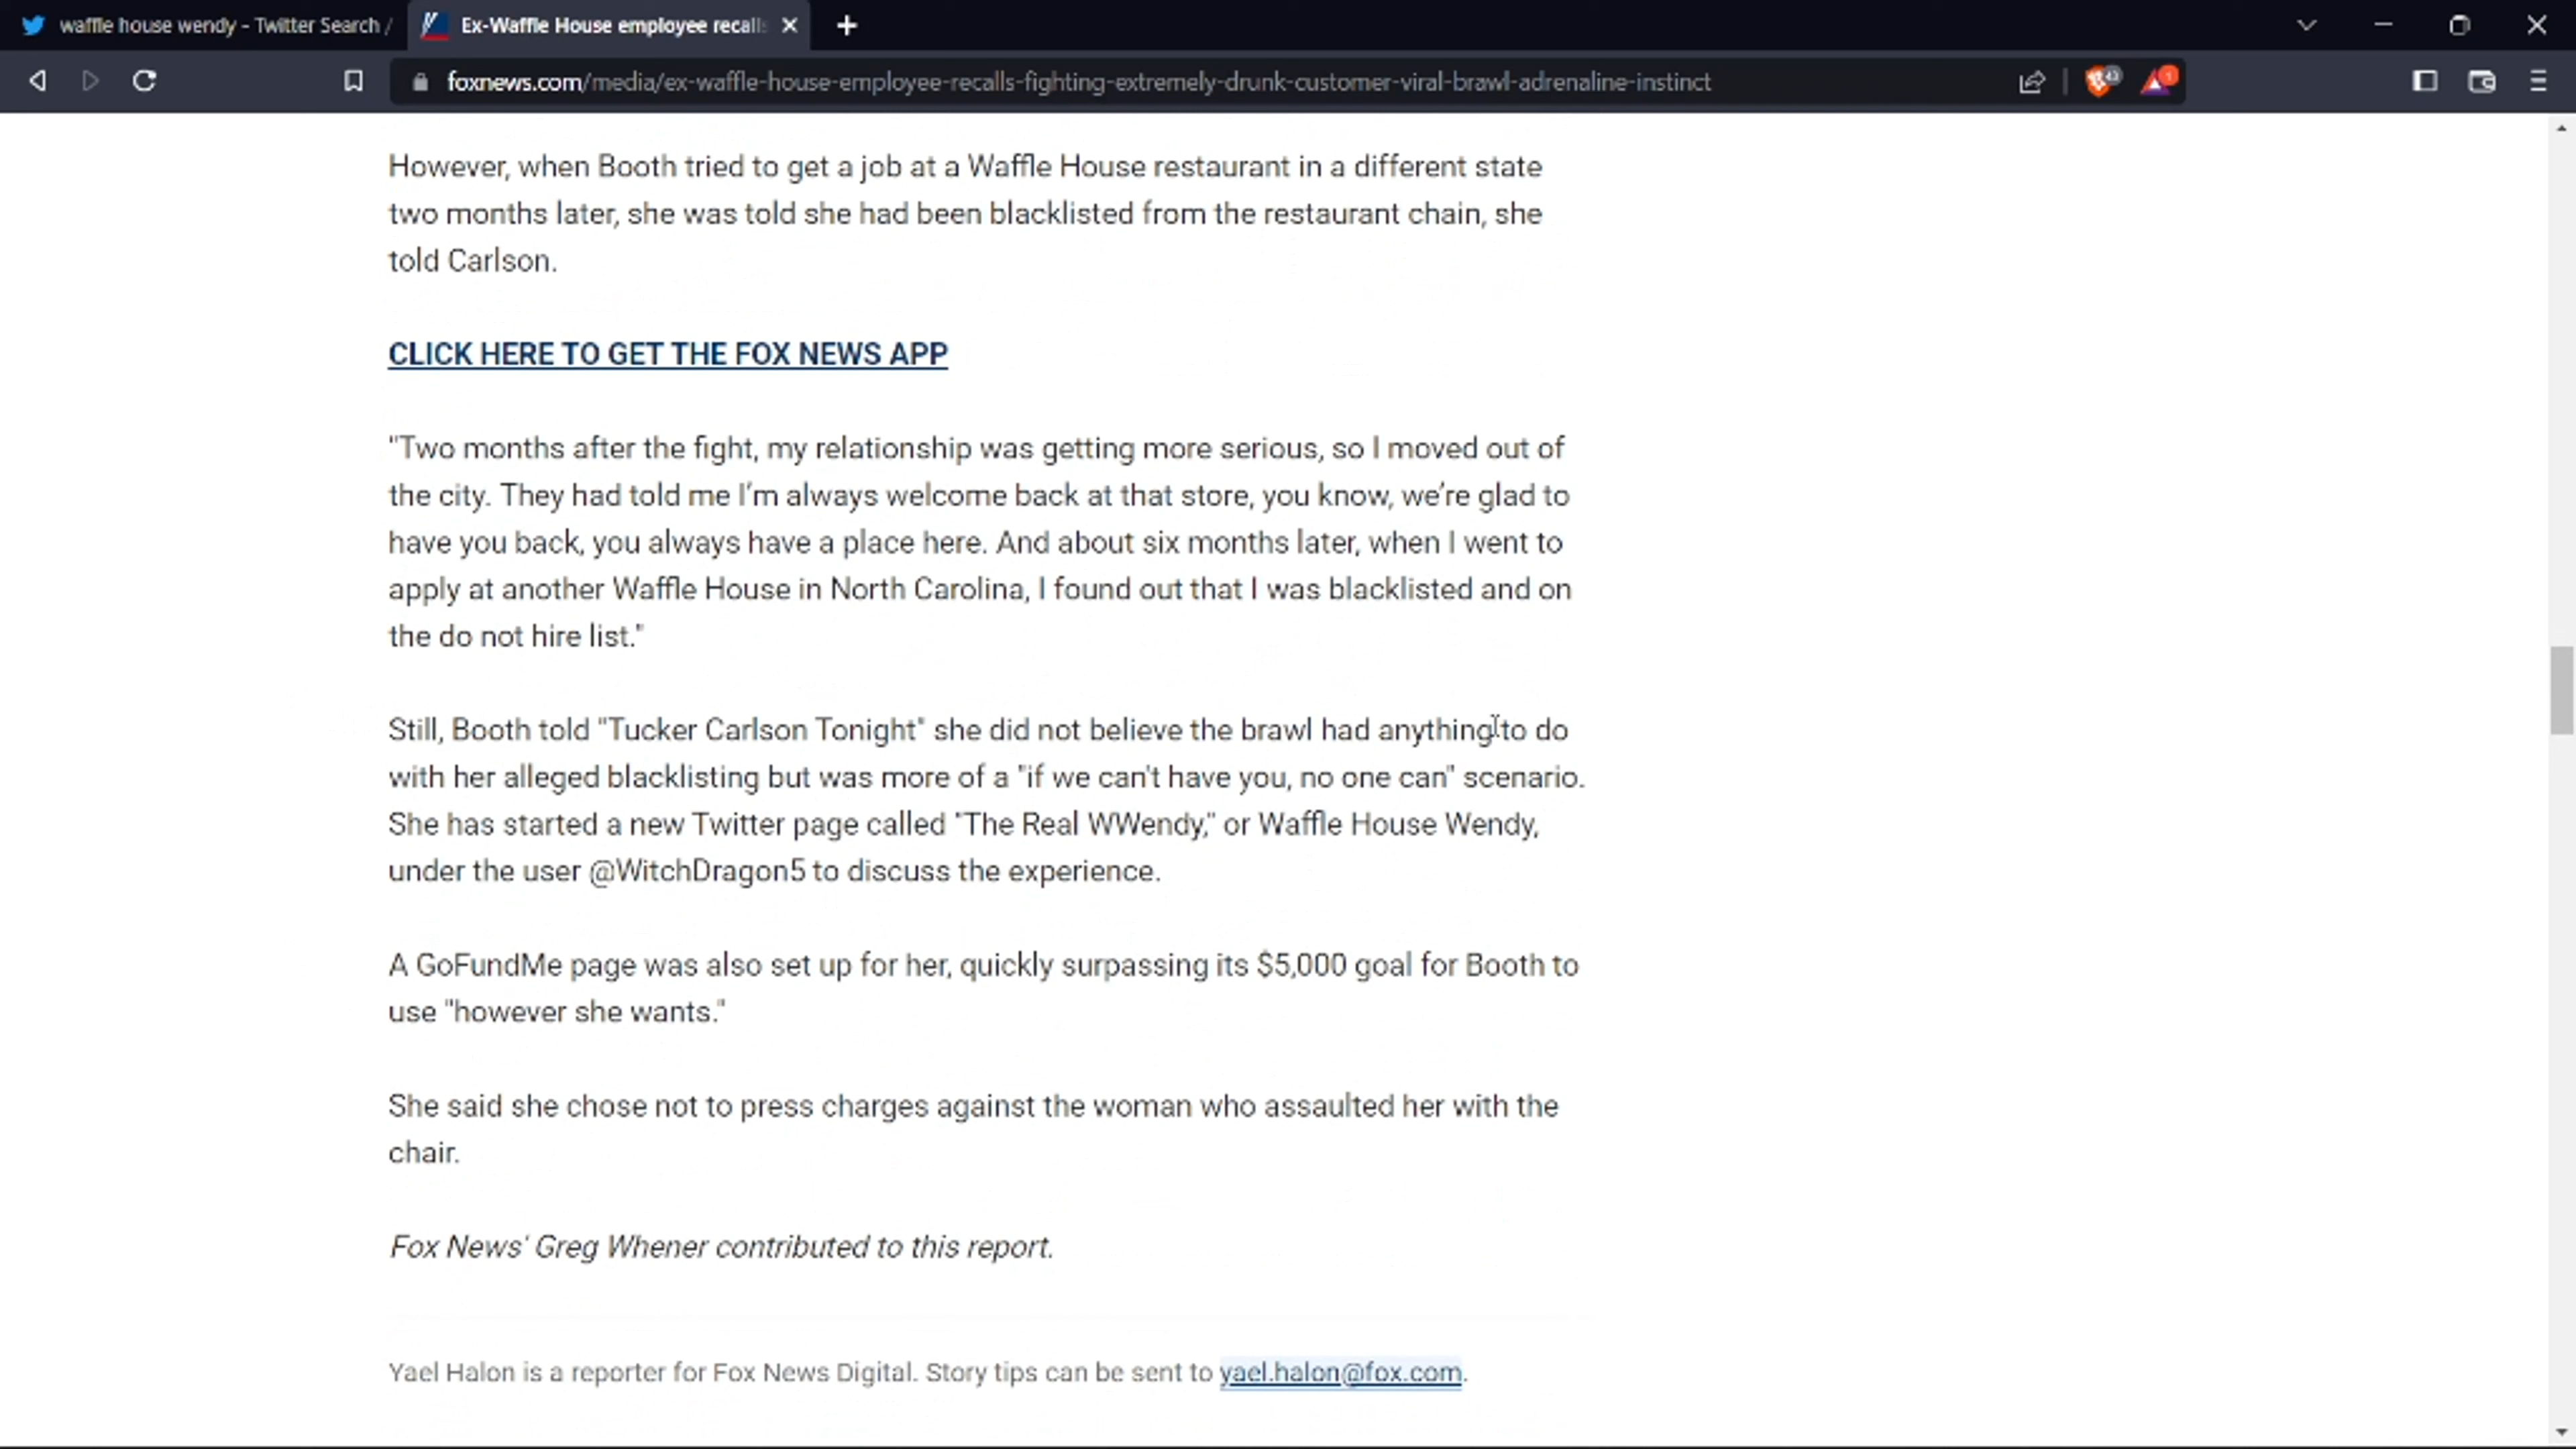 waffle house wendy - Twitter Search /
Ex-Waffle House employee recall
foxnews.com/media/ex-waffle-house-employee-recalls-fighting-extremely-drunk-customer-viral-brawl-adrenaline-instinct
43
1
However, when Booth tried to get a job at a Waffle House restaurant in a different state
two months later, she was told she had been blacklisted from the restaurant chain, she
told Carlson.
CLICK HERE TO GET THE FOX NEWS APP
"Two months after the fight, my relationship was getting more serious, so I moved out of
the city. They had told me I'm always welcome back at that store, you know, we're glad to
have you back, you always have a place here. And about six months later, when I went to
apply at another Waffle House in North Carolina, I found out that I was blacklisted and on
the do not hire list."
Still, Booth told "Tucker Carlson Tonight" she did not believe the brawl had anything to do
with her alleged blacklisting but was more of a "if we can't have you, no one can" scenario.
She has started a new Twitter page called "The Real WWendy," or Waffle House Wendy,
under the user @WitchDragon5 to discuss the experience.
A GoFundMe page was also set up for her, quickly surpassing its $5,000 goal for Booth to
use "however she wants."
She said she chose not to press charges against the woman who assaulted her with the
chair.
Fox News' Greg Whener contributed to this report.
Yael Halon is a reporter for Fox News Digital. Story tips can be sent to yael.halon@fox.com.